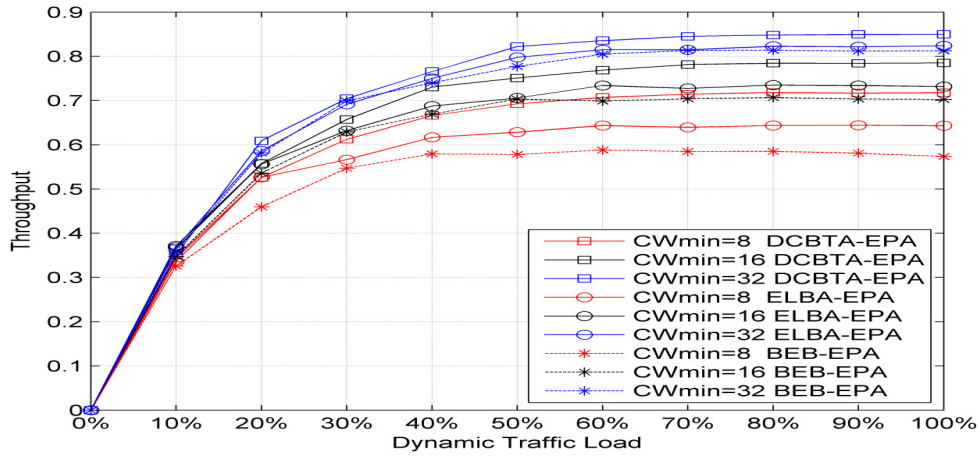 0.9
0.8
0.7
0.6
0.5
0.4
0.3
0.2
0.1
0
Throughput
0% 10% 20% 30% 40% 50% 60% 70% 80% 90% 100%
Dynamic Traffic Load
CWmin=8 DCBTA-EPA
CWmin=16 DCBTA-EPA
CWmin=32 DCBTA-EPA
CWmin=8 ELBA-EPA
CWmin=16 ELBA-EPA
CWmin=32 ELBA-EPA
CWmin=8 BEB-EPA
CWmin=16 BEB-EPA
CWmin=32 BEB-EPA